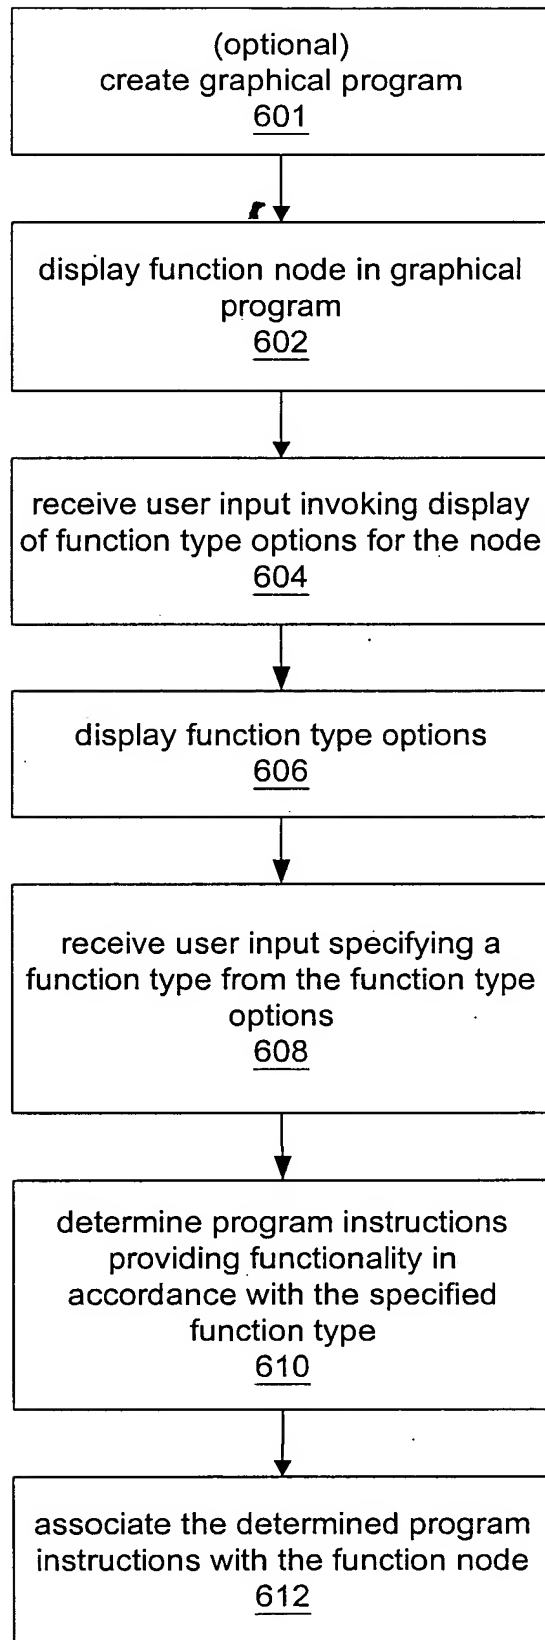 (optional)
create graphical program
601
display function node in graphical
program
602
receive user input invoking display
of function type options for the node
604
display function type options
606
receive user input specifying a
function type from the function type
options
608
determine program instructions
providing functionality in
accordance with the specified
function type
610
associate the determined program
instructions with the function node
612